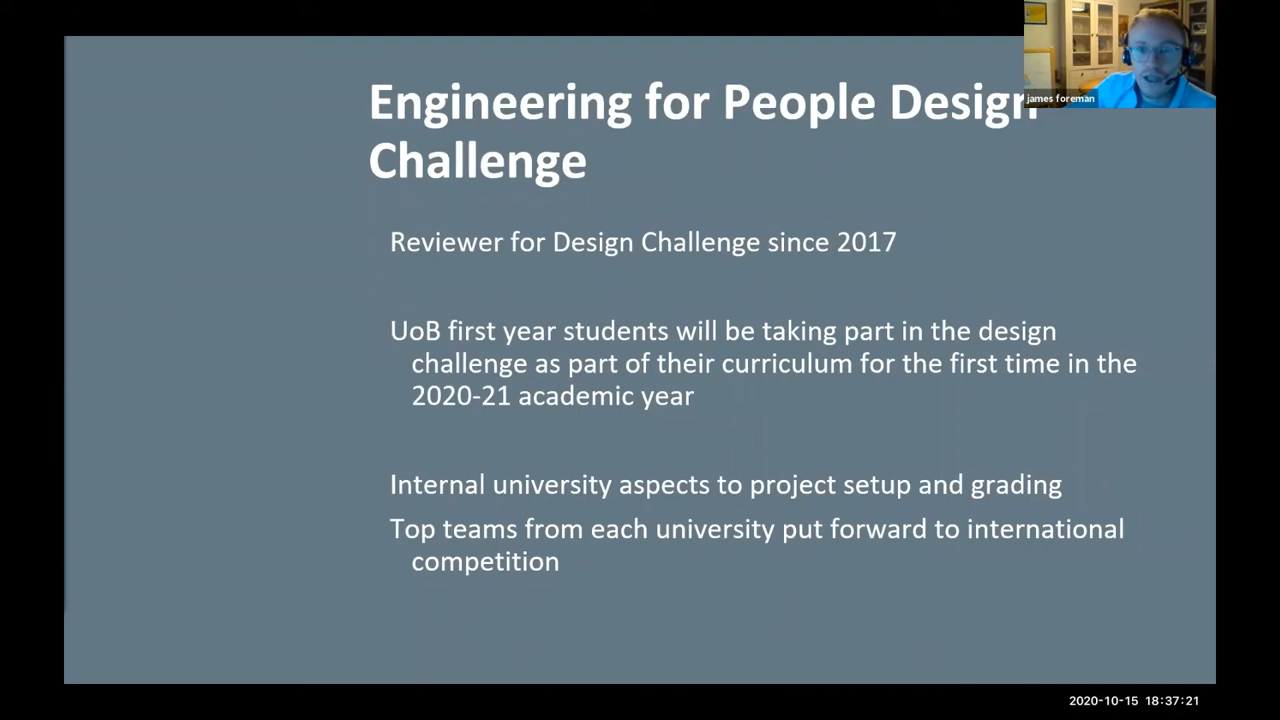 Engineering for People Design
Challenge
james foreman
Reviewer for Design Challenge since 2017
UoB first year students will be taking part in the design
challenge as part of their curriculum for the first time in the
2020-21 academic year
Internal university aspects to project setup and grading
Top teams from each university put forward to international
competition
2020-10-15 18:37:21